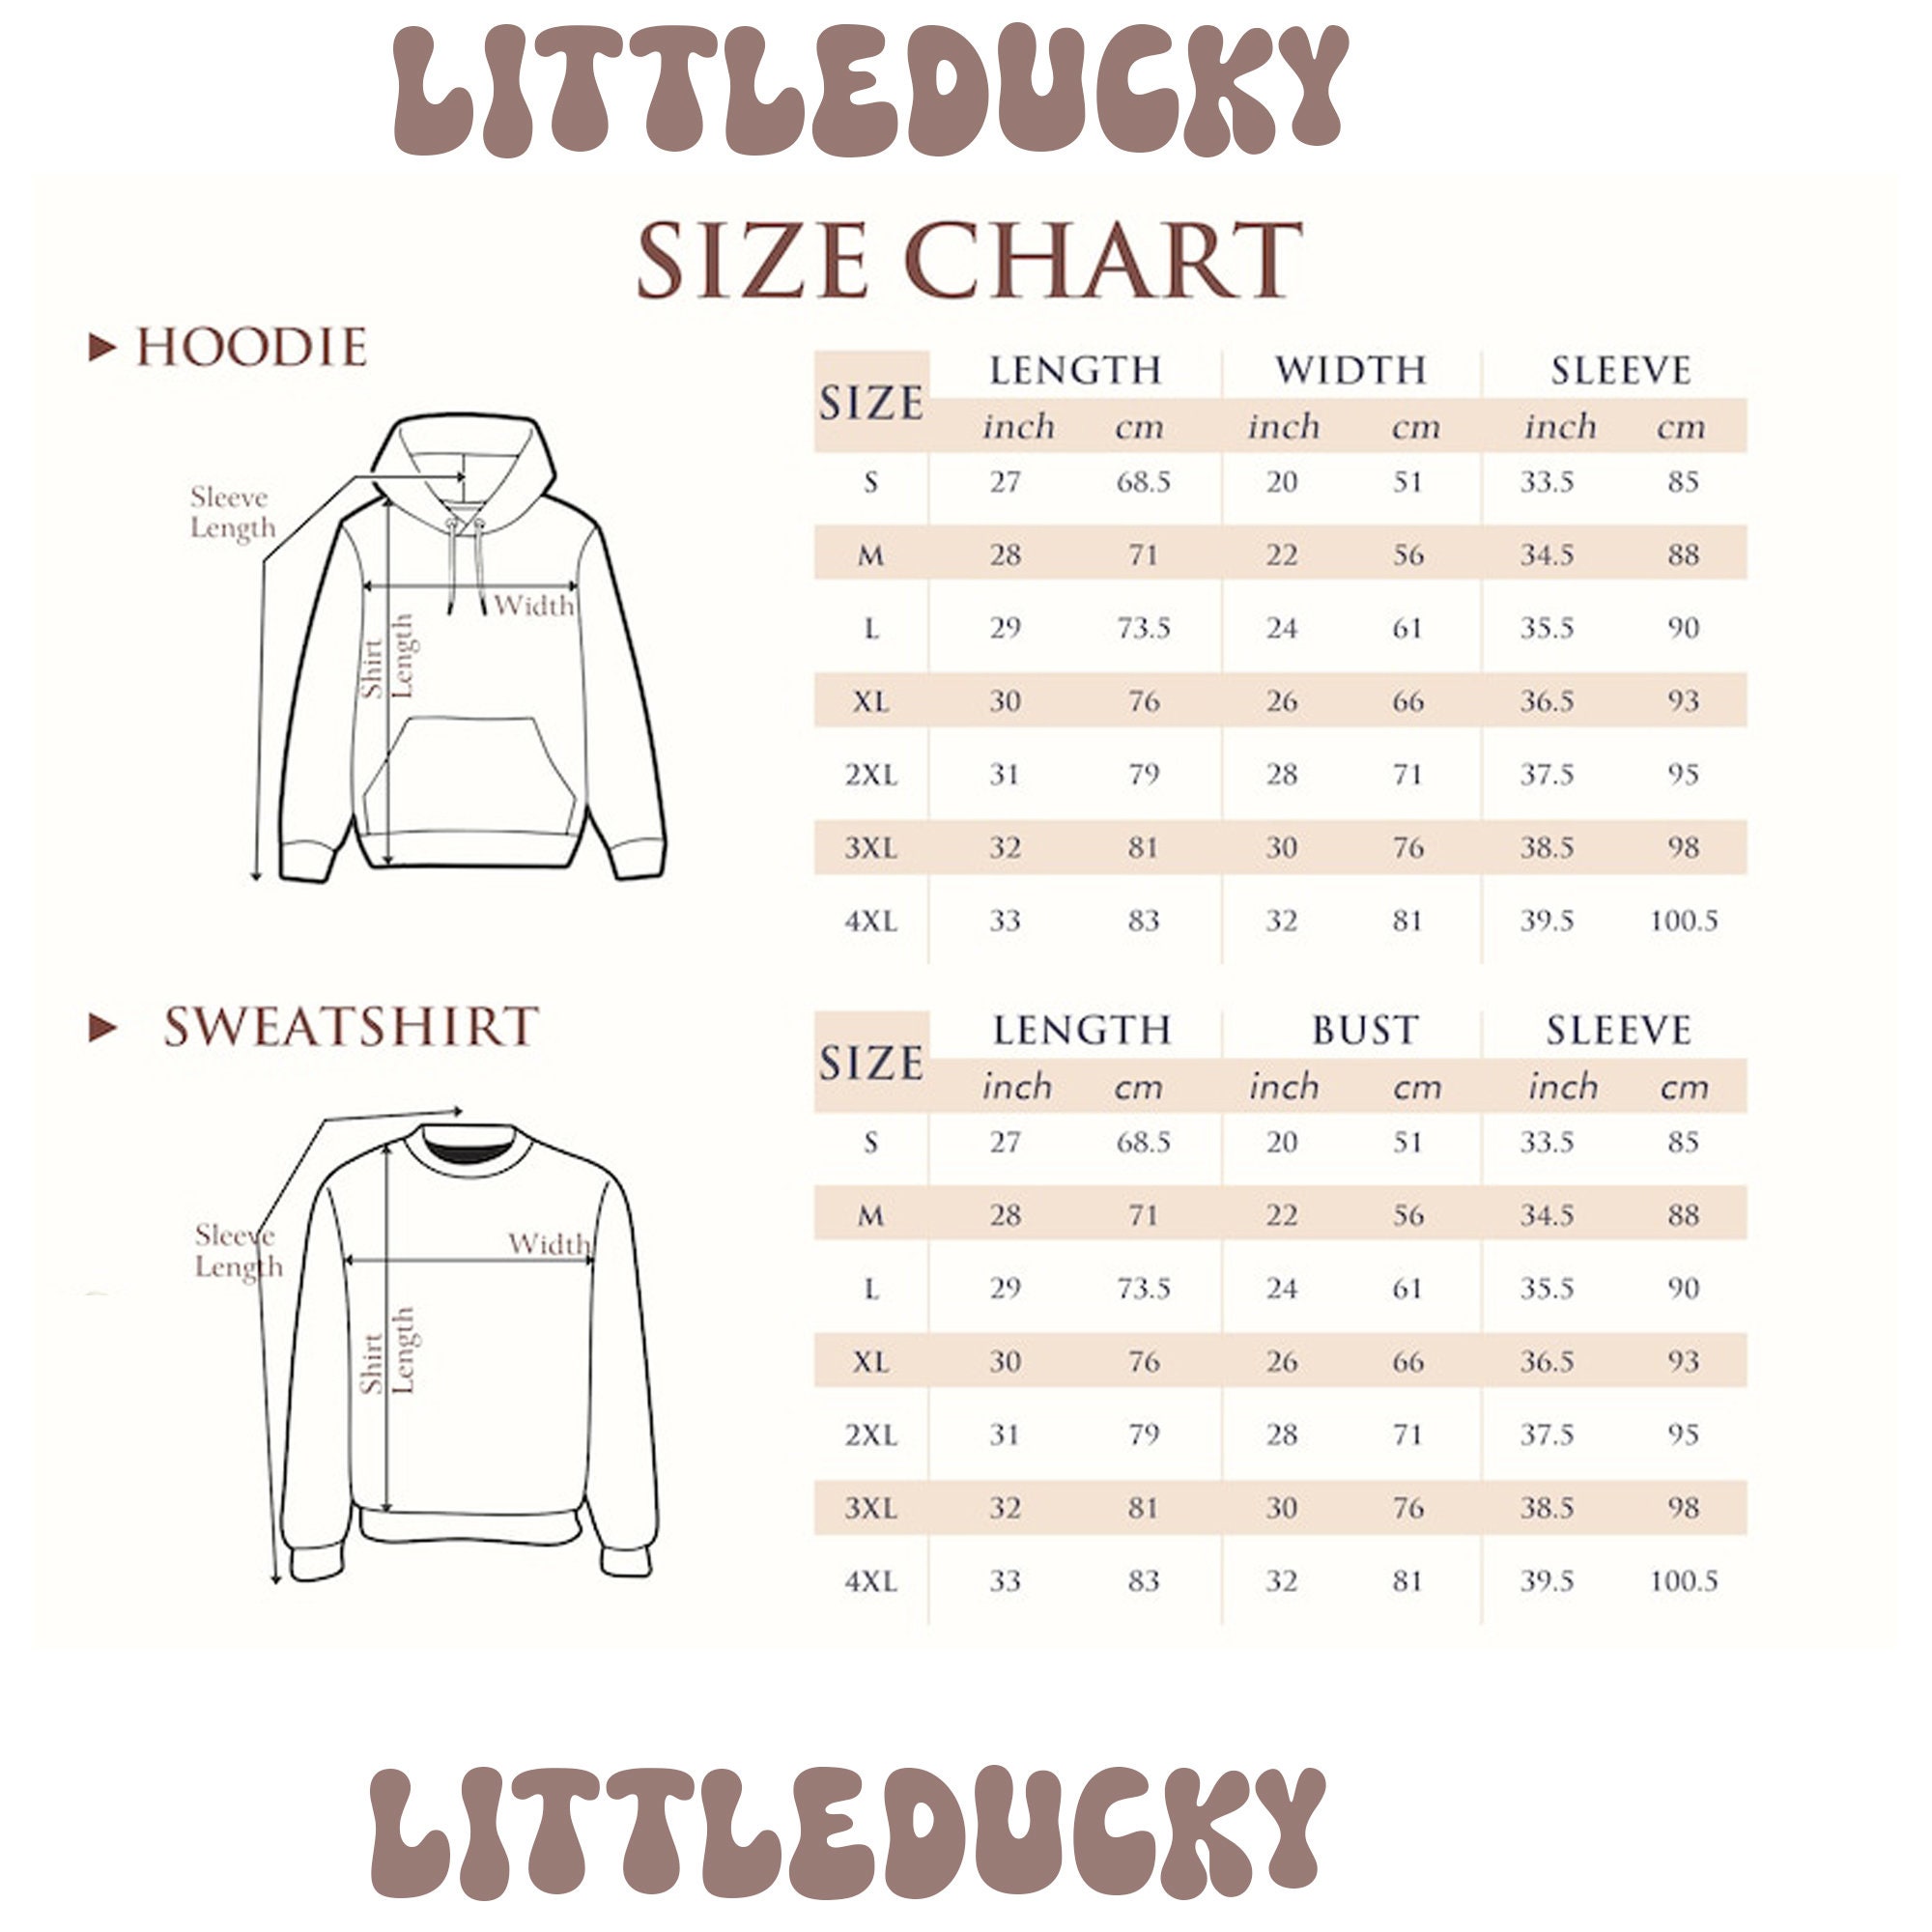 LITTLEDUCKY
SIZE CHART
HOODIE
Sleeve
Length
Width
Shirt
Length
SIZE LENGTH WIDTH SLEEVE
inch cm inch cm inch cm
S 27 68.5 20 51 33.5 85
M 28 71 22 56 34.5 88
L 29 73.5 24 61 35.5 90
XL 30 76 26 66 36.5 93
2XL 31 79 28 71 37.5 95
3XL 32 81 30 76 38.5 98
4XL 33 83 32 81 39.5 100.5
SWEATSHIRT
Sleeve
Length
Width
Shirt
Length
SIZE LENGTH BUST SLEEVE
inch cm inch cm inch cm
S 27 68.5 20 51 33.5 85
M 28 71 22 56 34.5 88
L 29 73.5 24 61 35.5 90
XL 30 76 26 66 36.5 93
2XL 31 79 28 71 37.5 95
3XL 32 81 30 76 38.5 98
4XL 33 83 32 81 39.5 100.5
LITTLEDUCKY